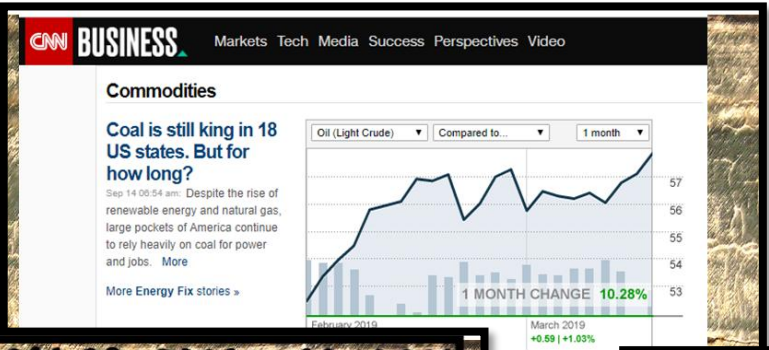 CNN BUSINESS Markets Tech Media Success Perspectives Video
Commodities
Coal is still king in 18
US states. But for
how long?
Sep 14 06:54 am: Despite the rise of
renewable energy and natural gas,
large pockets of America continue
to rely heavily on coal for power
and jobs. More
More Energy Fix stories »
Oil (Light Crude) Compared to... 1 month
57
56
55
54
53
1 MONTH CHANGE 10.28%
February 2019 March 2019
+0.59 | +1.03%